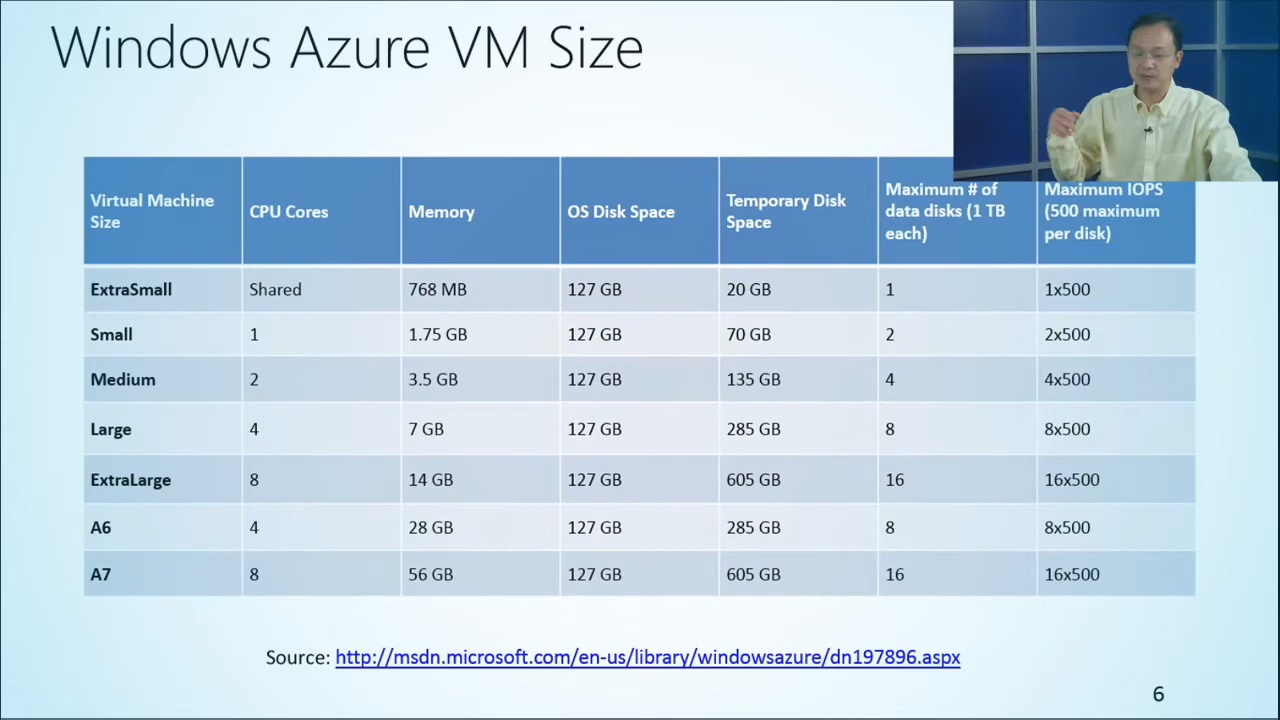 Windows Azure VM Size
Virtual Machine Size CPU Cores Memory OS Disk Space Temporary Disk Space Maximum # of data disks (1 TB each) Maximum IOPS (500 maximum per disk)
ExtraSmall Shared 768 MB 127 GB 20 GB 1 1x500
Small 1 1.75 GB 127 GB 70 GB 2 2x500
Medium 2 3.5 GB 127 GB 135 GB 4 4x500
Large 4 7 GB 127 GB 285 GB 8 8x500
ExtraLarge 8 14 GB 127 GB 605 GB 16 16x500
A6 4 28 GB 127 GB 285 GB 8 8x500
A7 8 56 GB 127 GB 605 GB 16 16x500
Source: http://msdn.microsoft.com/en-us/library/windowsazure/dn197896.aspx
6